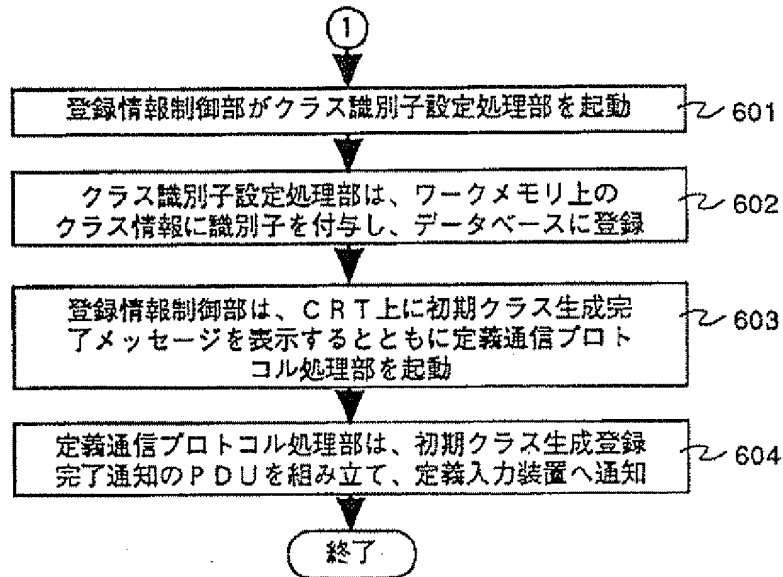 1
登録情報制御部がクラス識別子設定処理部を起動
601
クラス識別子設定処理部は、ワークメモリ上の
クラス情報に識別子を付与し、データベースに登録
602
登録情報制御部は、CRT上に初期クラス生成完
了メッセージを表示するとともに定義通信プロト
コル処理部を起動
603
定義通信プロトコル処理部は、初期クラス生成登録
完了通知のPDUを組み立て、定義入力装置へ通知
604
終了